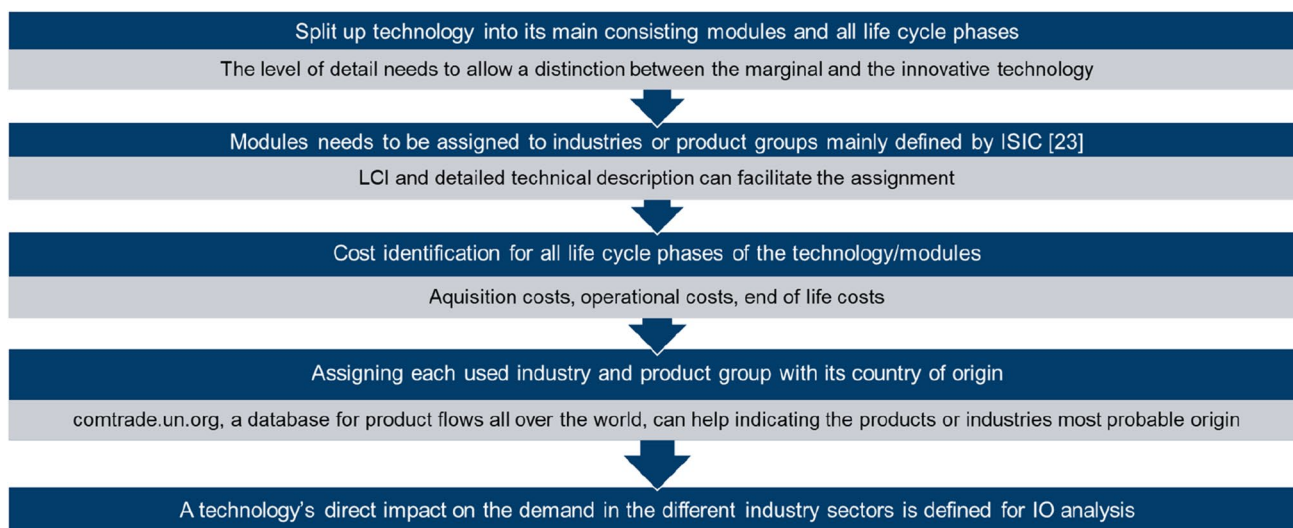 Split up technology into its main consisting modules and all life cycle phases
The level of detail needs to allow a distinction between the marginal and the innovative technology
Modules needs to be assigned to industries or product groups mainly defined by ISIC [23]
LCI and detailed technical description can facilitate the assignment
Cost identification for all life cycle phases of the technology/modules
Aquisition costs, operational costs, end of life costs
Assigning each used industry and product group with its country of origin
comtrade.un.org, a database for product flows all over the world, can help indicating the products or industries most probable origin
A technology's direct impact on the demand in the different industry sectors is defined for IO analysis